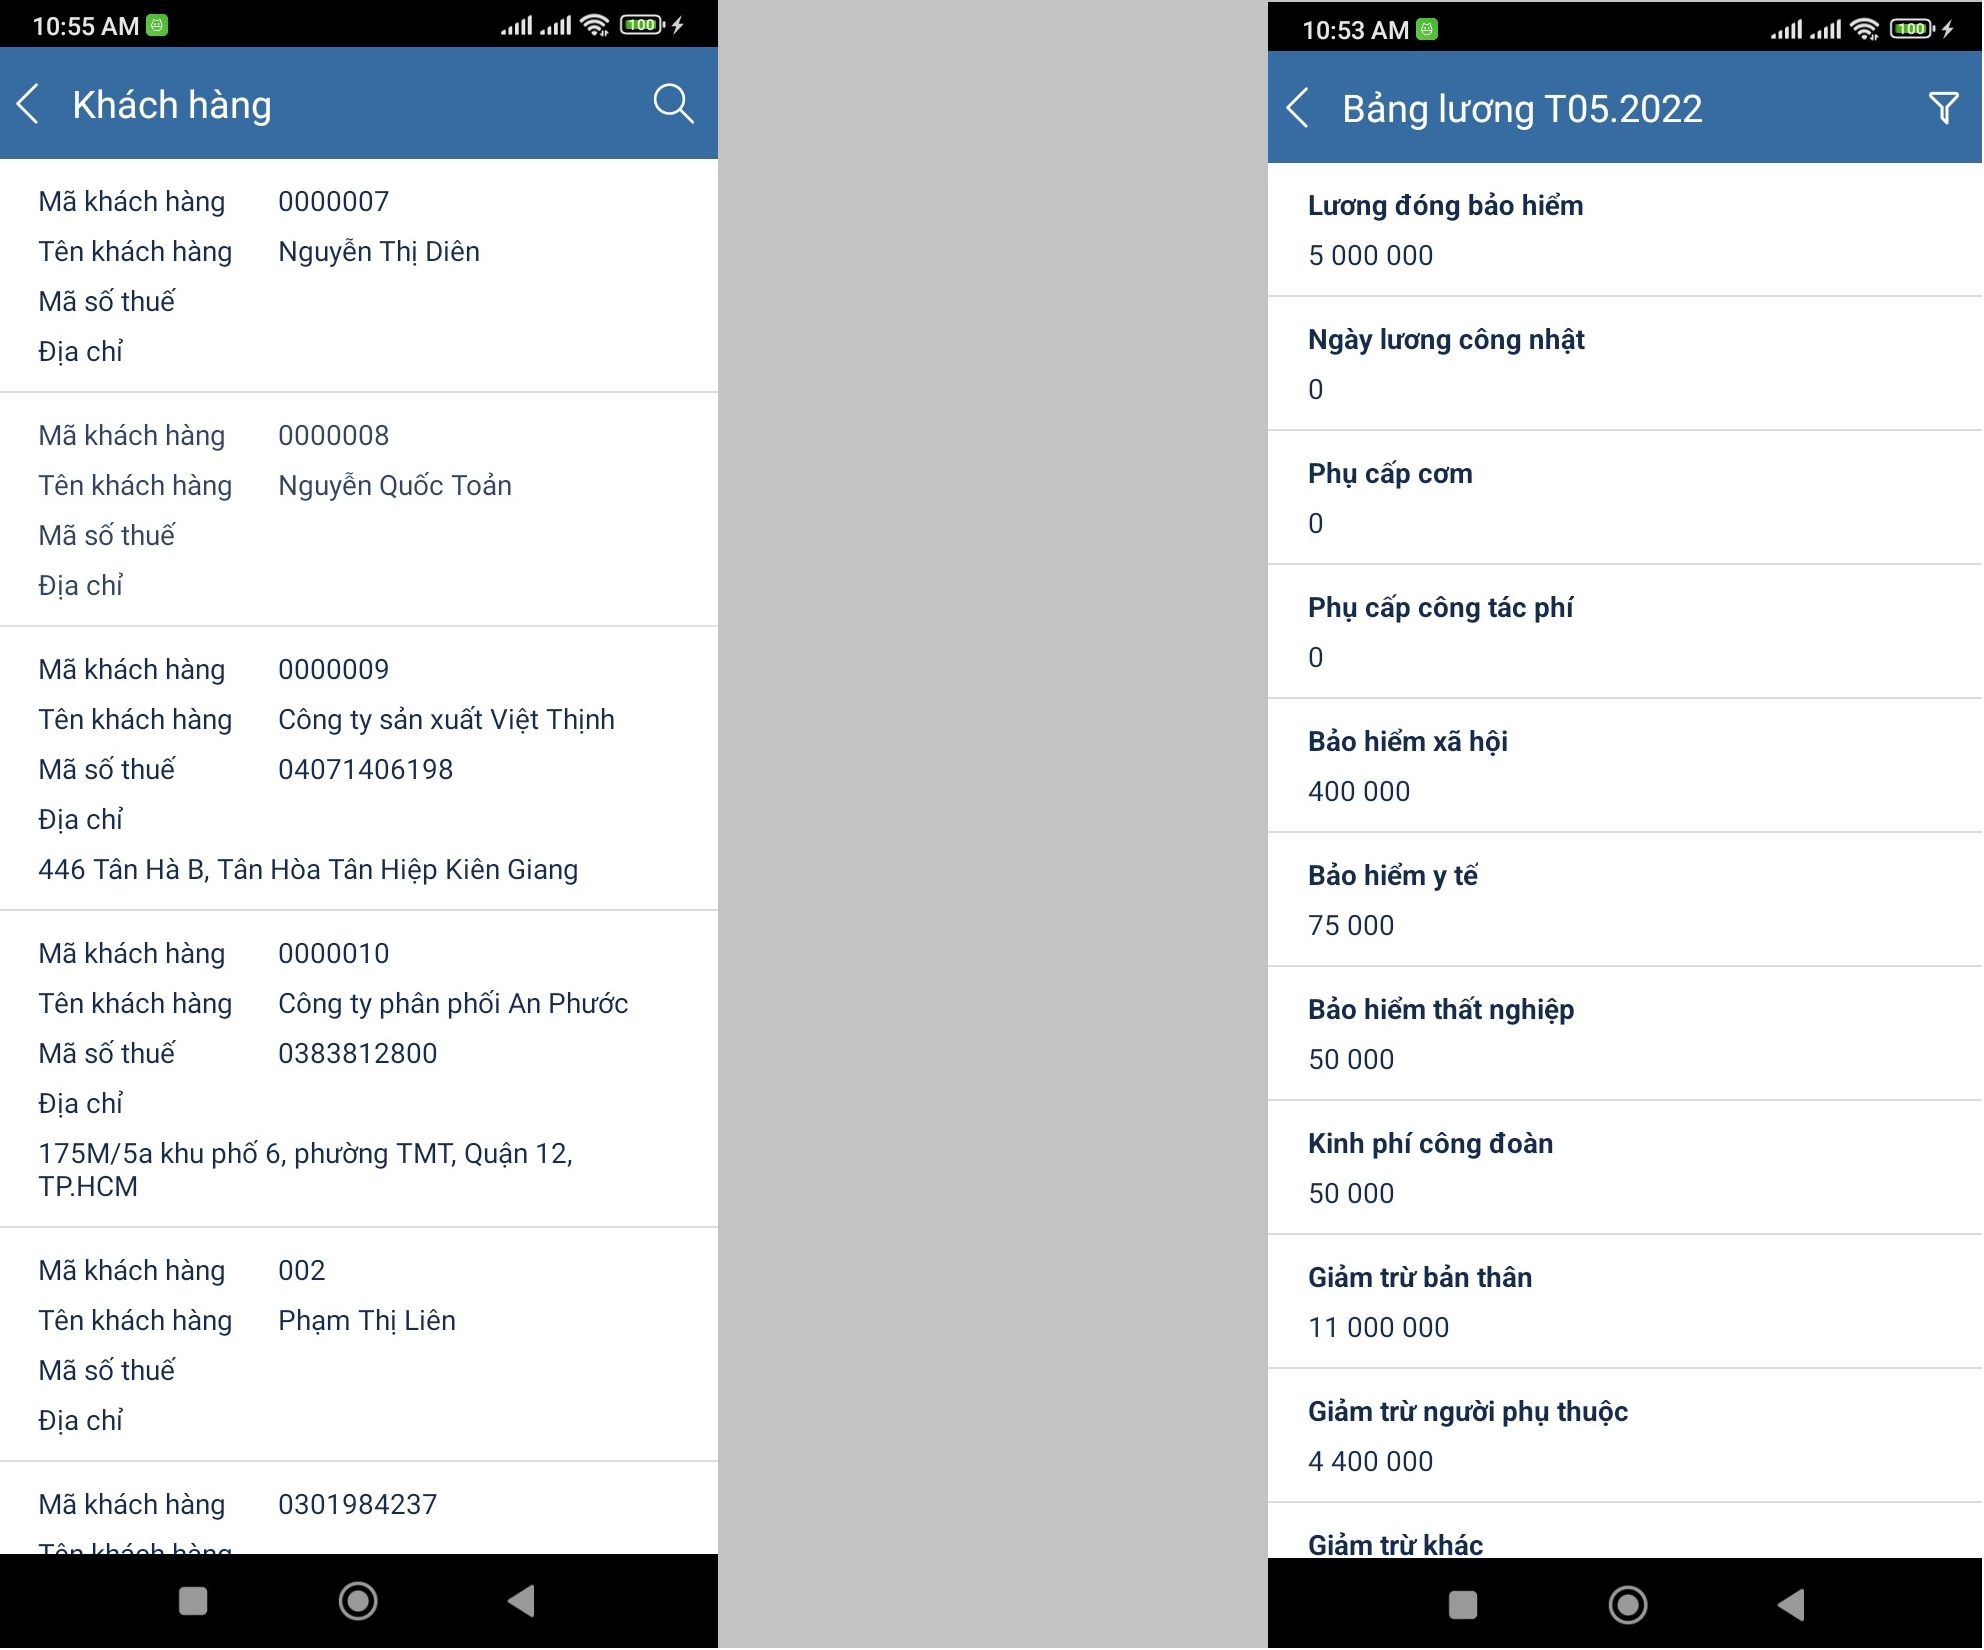 10:55 AM
100
Khách hàng
Mã khách hàng 0000007
Tên khách hàng Nguyễn Thị Diên
Mã số thuế
Địa chỉ
Mã khách hàng 0000008
Tên khách hàng Nguyễn Quốc Toản
Mã số thuế
Địa chỉ
Mã khách hàng 0000009
Tên khách hàng Công ty sản xuất Việt Thịnh
Mã số thuế 04071406198
Địa chỉ
446 Tân Hà B, Tân Hòa Tân Hiệp Kiên Giang
Mã khách hàng 0000010
Tên khách hàng Công ty phân phối An Phước
Mã số thuế 0383812800
Địa chỉ
175M/5a khu phố 6, phường TMT, Quận 12,
TP.HCM
Mã khách hàng 002
Tên khách hàng Phạm Thị Liên
Mã số thuế
Địa chỉ
Mã khách hàng 0301984237
Tên khách hàng
10:53 AM
100
Bảng lương T05.2022
Lương đóng bảo hiểm
5 000 000
Ngày lương công nhật
0
Phụ cấp cơm
0
Phụ cấp công tác phí
0
Bảo hiểm xã hội
400 000
Bảo hiểm y tế
75 000
Bảo hiểm thất nghiệp
50 000
Kinh phí công đoàn
50 000
Giảm trừ bản thân
11 000 000
Giảm trừ người phụ thuộc
4 400 000
Giảm trừ khác